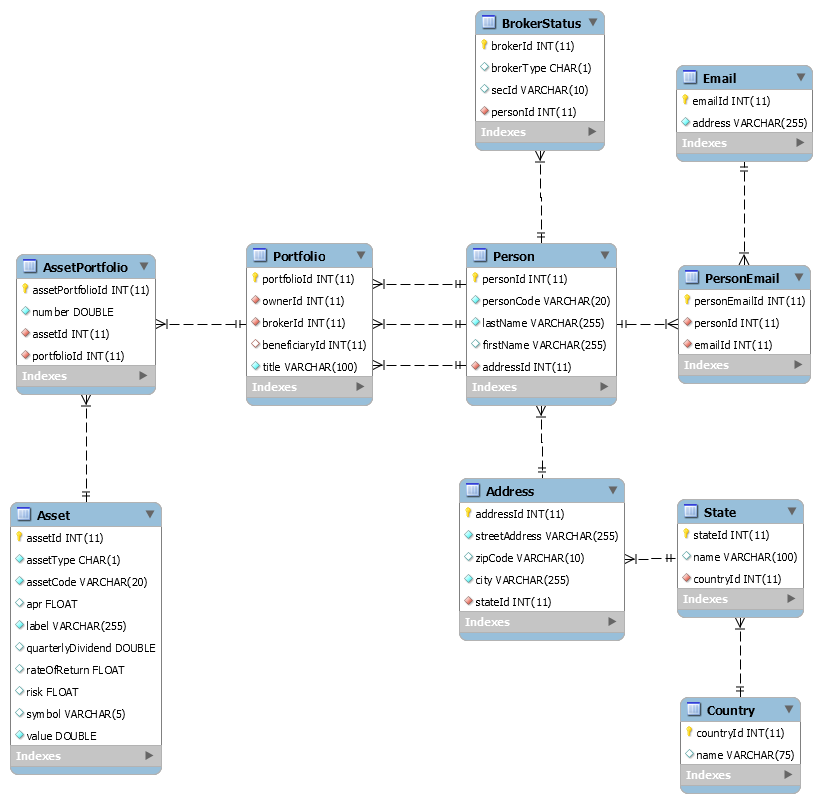 BrokerStatus
brokerId INT(11)
brokerType CHAR(1)
secId VARCHAR(10)
personId INT(11)
Indexes
Email
emailId INT(11)
address VARCHAR(255)
Indexes
AssetPortfolio
assetPortfolioId INT(11)
number DOUBLE
assetId INT(11)
portfolioId INT(11)
Indexes
Portfolio
portfolioId INT(11)
ownerId INT(11)
brokerId INT(11)
beneficiaryId INT(11)
title VARCHAR(100)
Indexes
Person
personId INT(11)
personCode VARCHAR(20)
lastName VARCHAR(255)
firstName VARCHAR(255)
addressId INT(11)
Indexes
PersonEmail
personEmailId INT(11)
personId INT(11)
emailId INT(11)
Indexes
Asset
assetId INT(11)
assetType CHAR(1)
assetCode VARCHAR(20)
apr FLOAT
label VARCHAR(255)
quarterlyDividend DOUBLE
rateOfReturn FLOAT
risk FLOAT
symbol VARCHAR(5)
value DOUBLE
Indexes
Address
addressId INT(11)
streetAddress VARCHAR(255)
zipCode VARCHAR(10)
city VARCHAR(255)
stateId INT(11)
Indexes
State
stateId INT(11)
name VARCHAR(100)
countryId INT(11)
Indexes
Country
countryId INT(11)
name VARCHAR(75)
Indexes